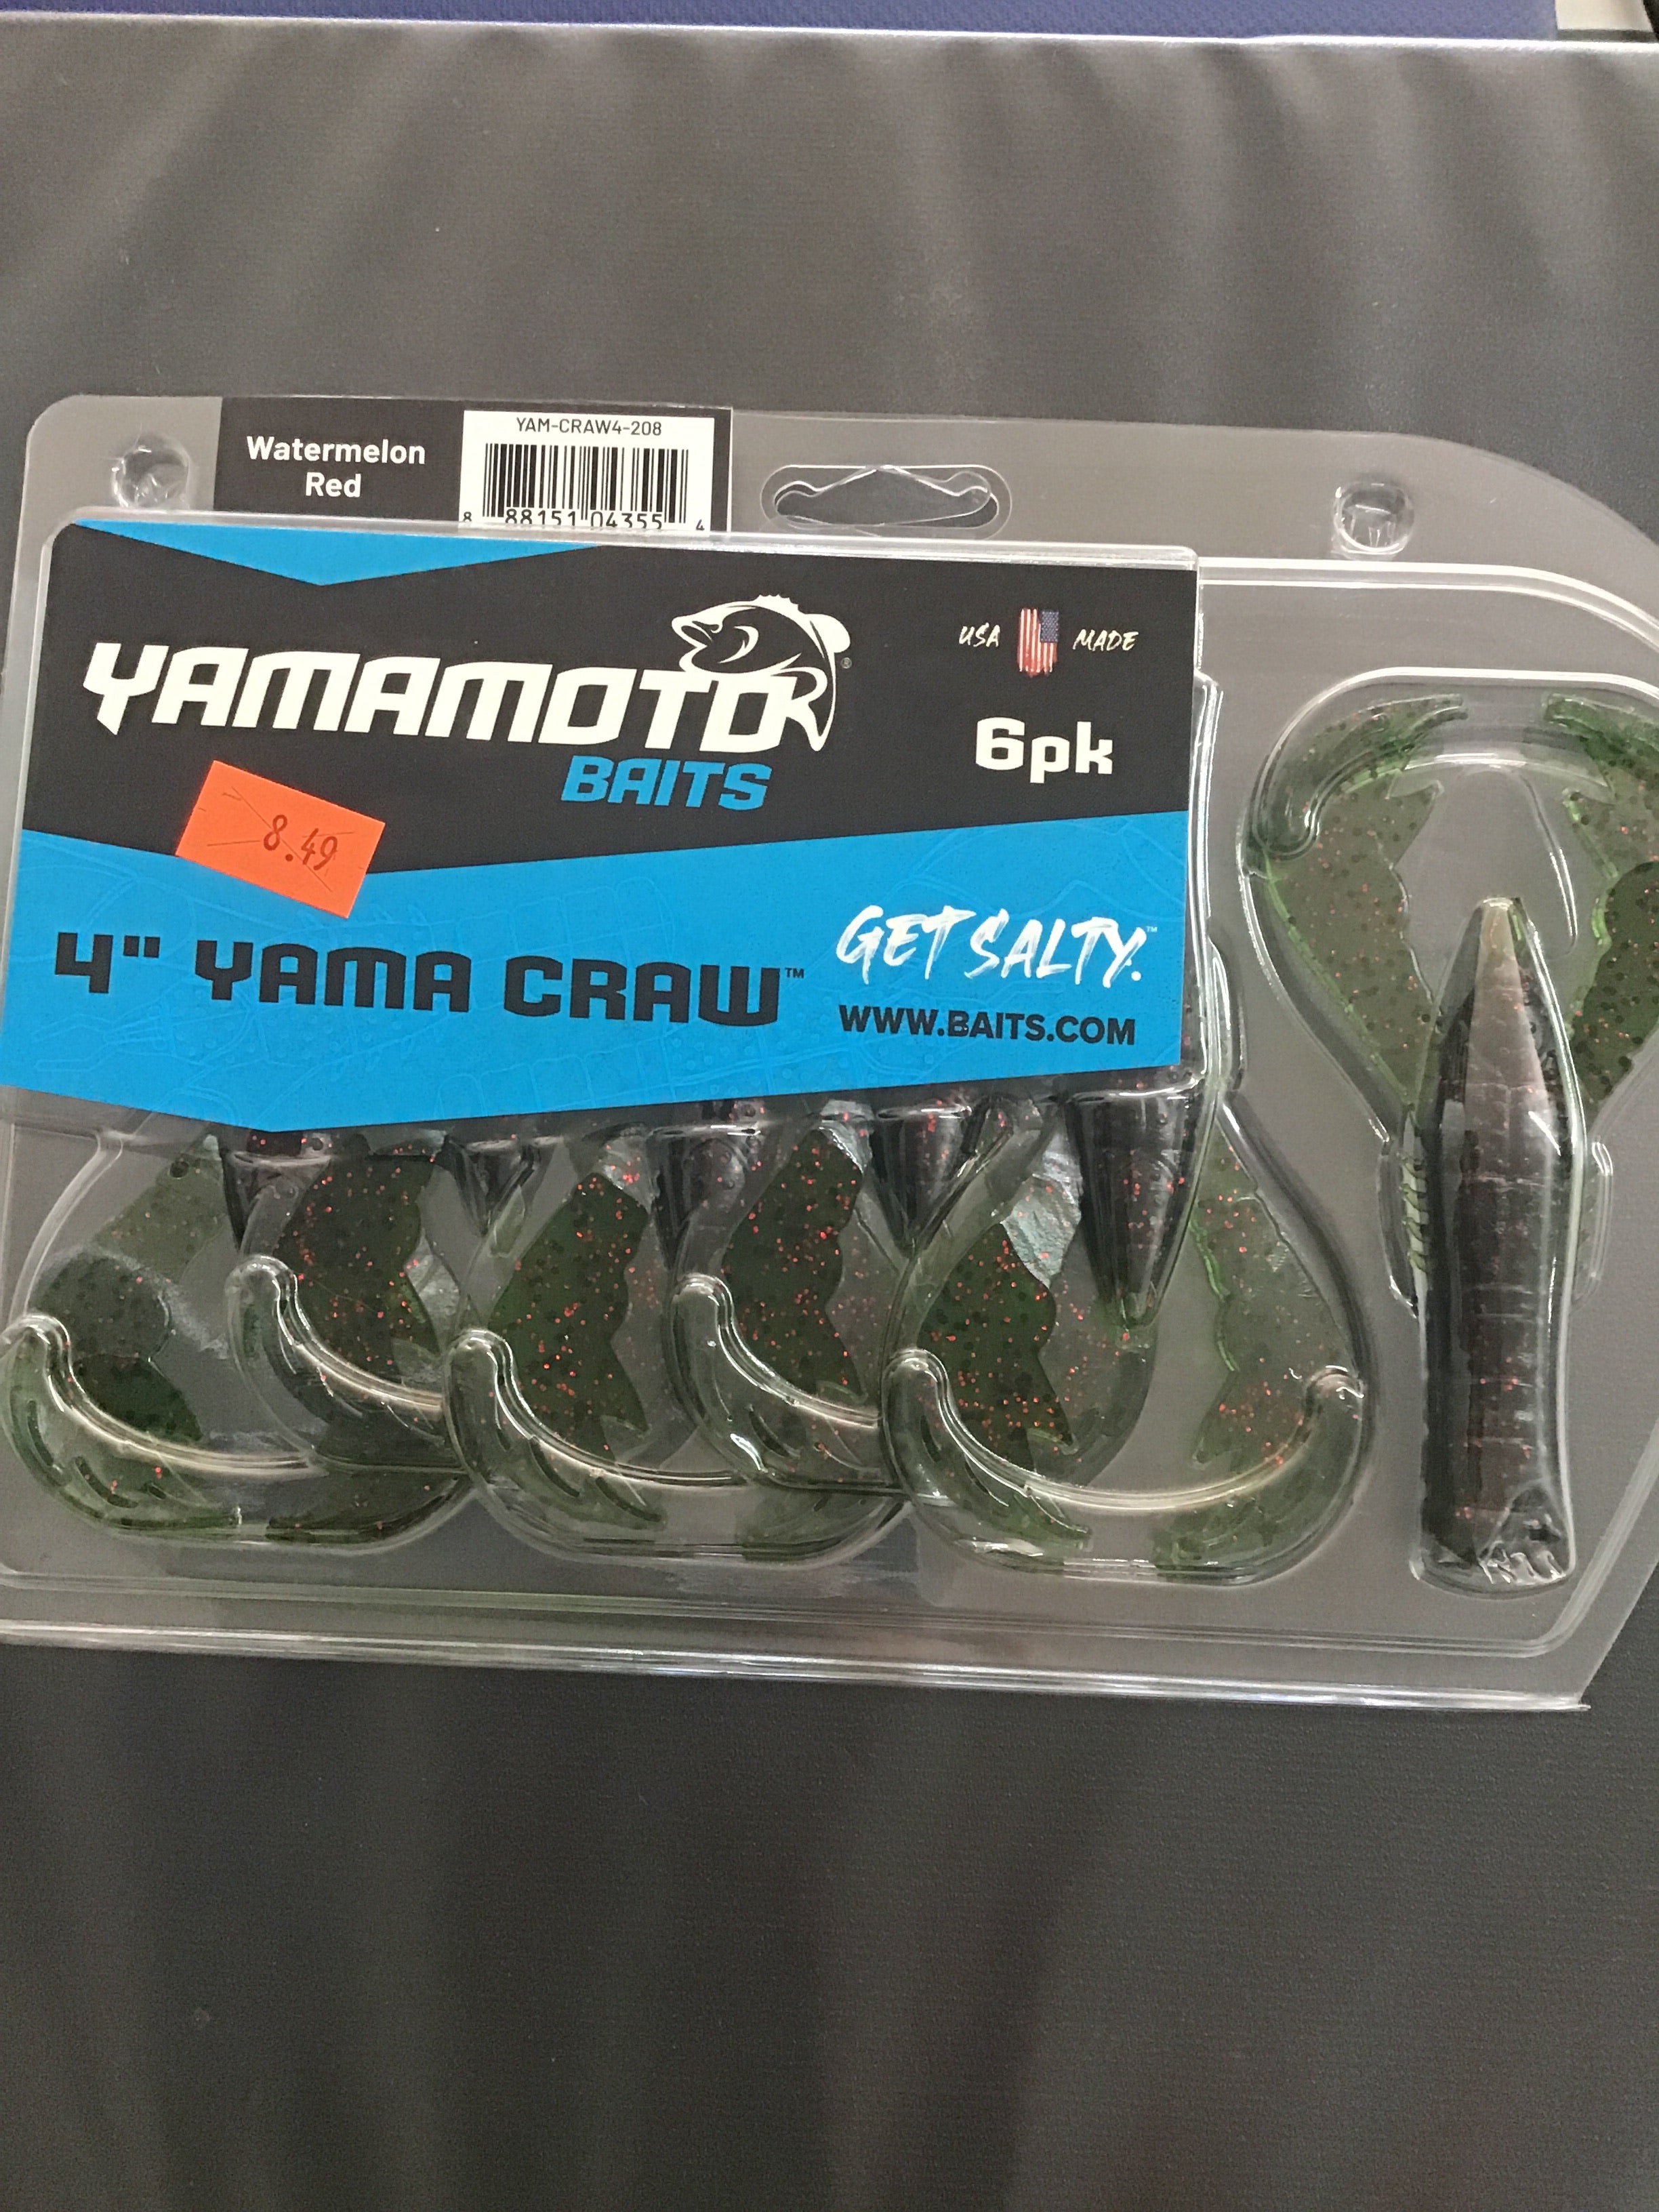 Watermelon
Red
YAM-CRAW4-208
8 88151 04355 4
YAMAMOTO®
BAITS
USA MADE
6pk
8.49
4" YAMA CRAW™
GET SALTY.™
WWW.BAITS.COM